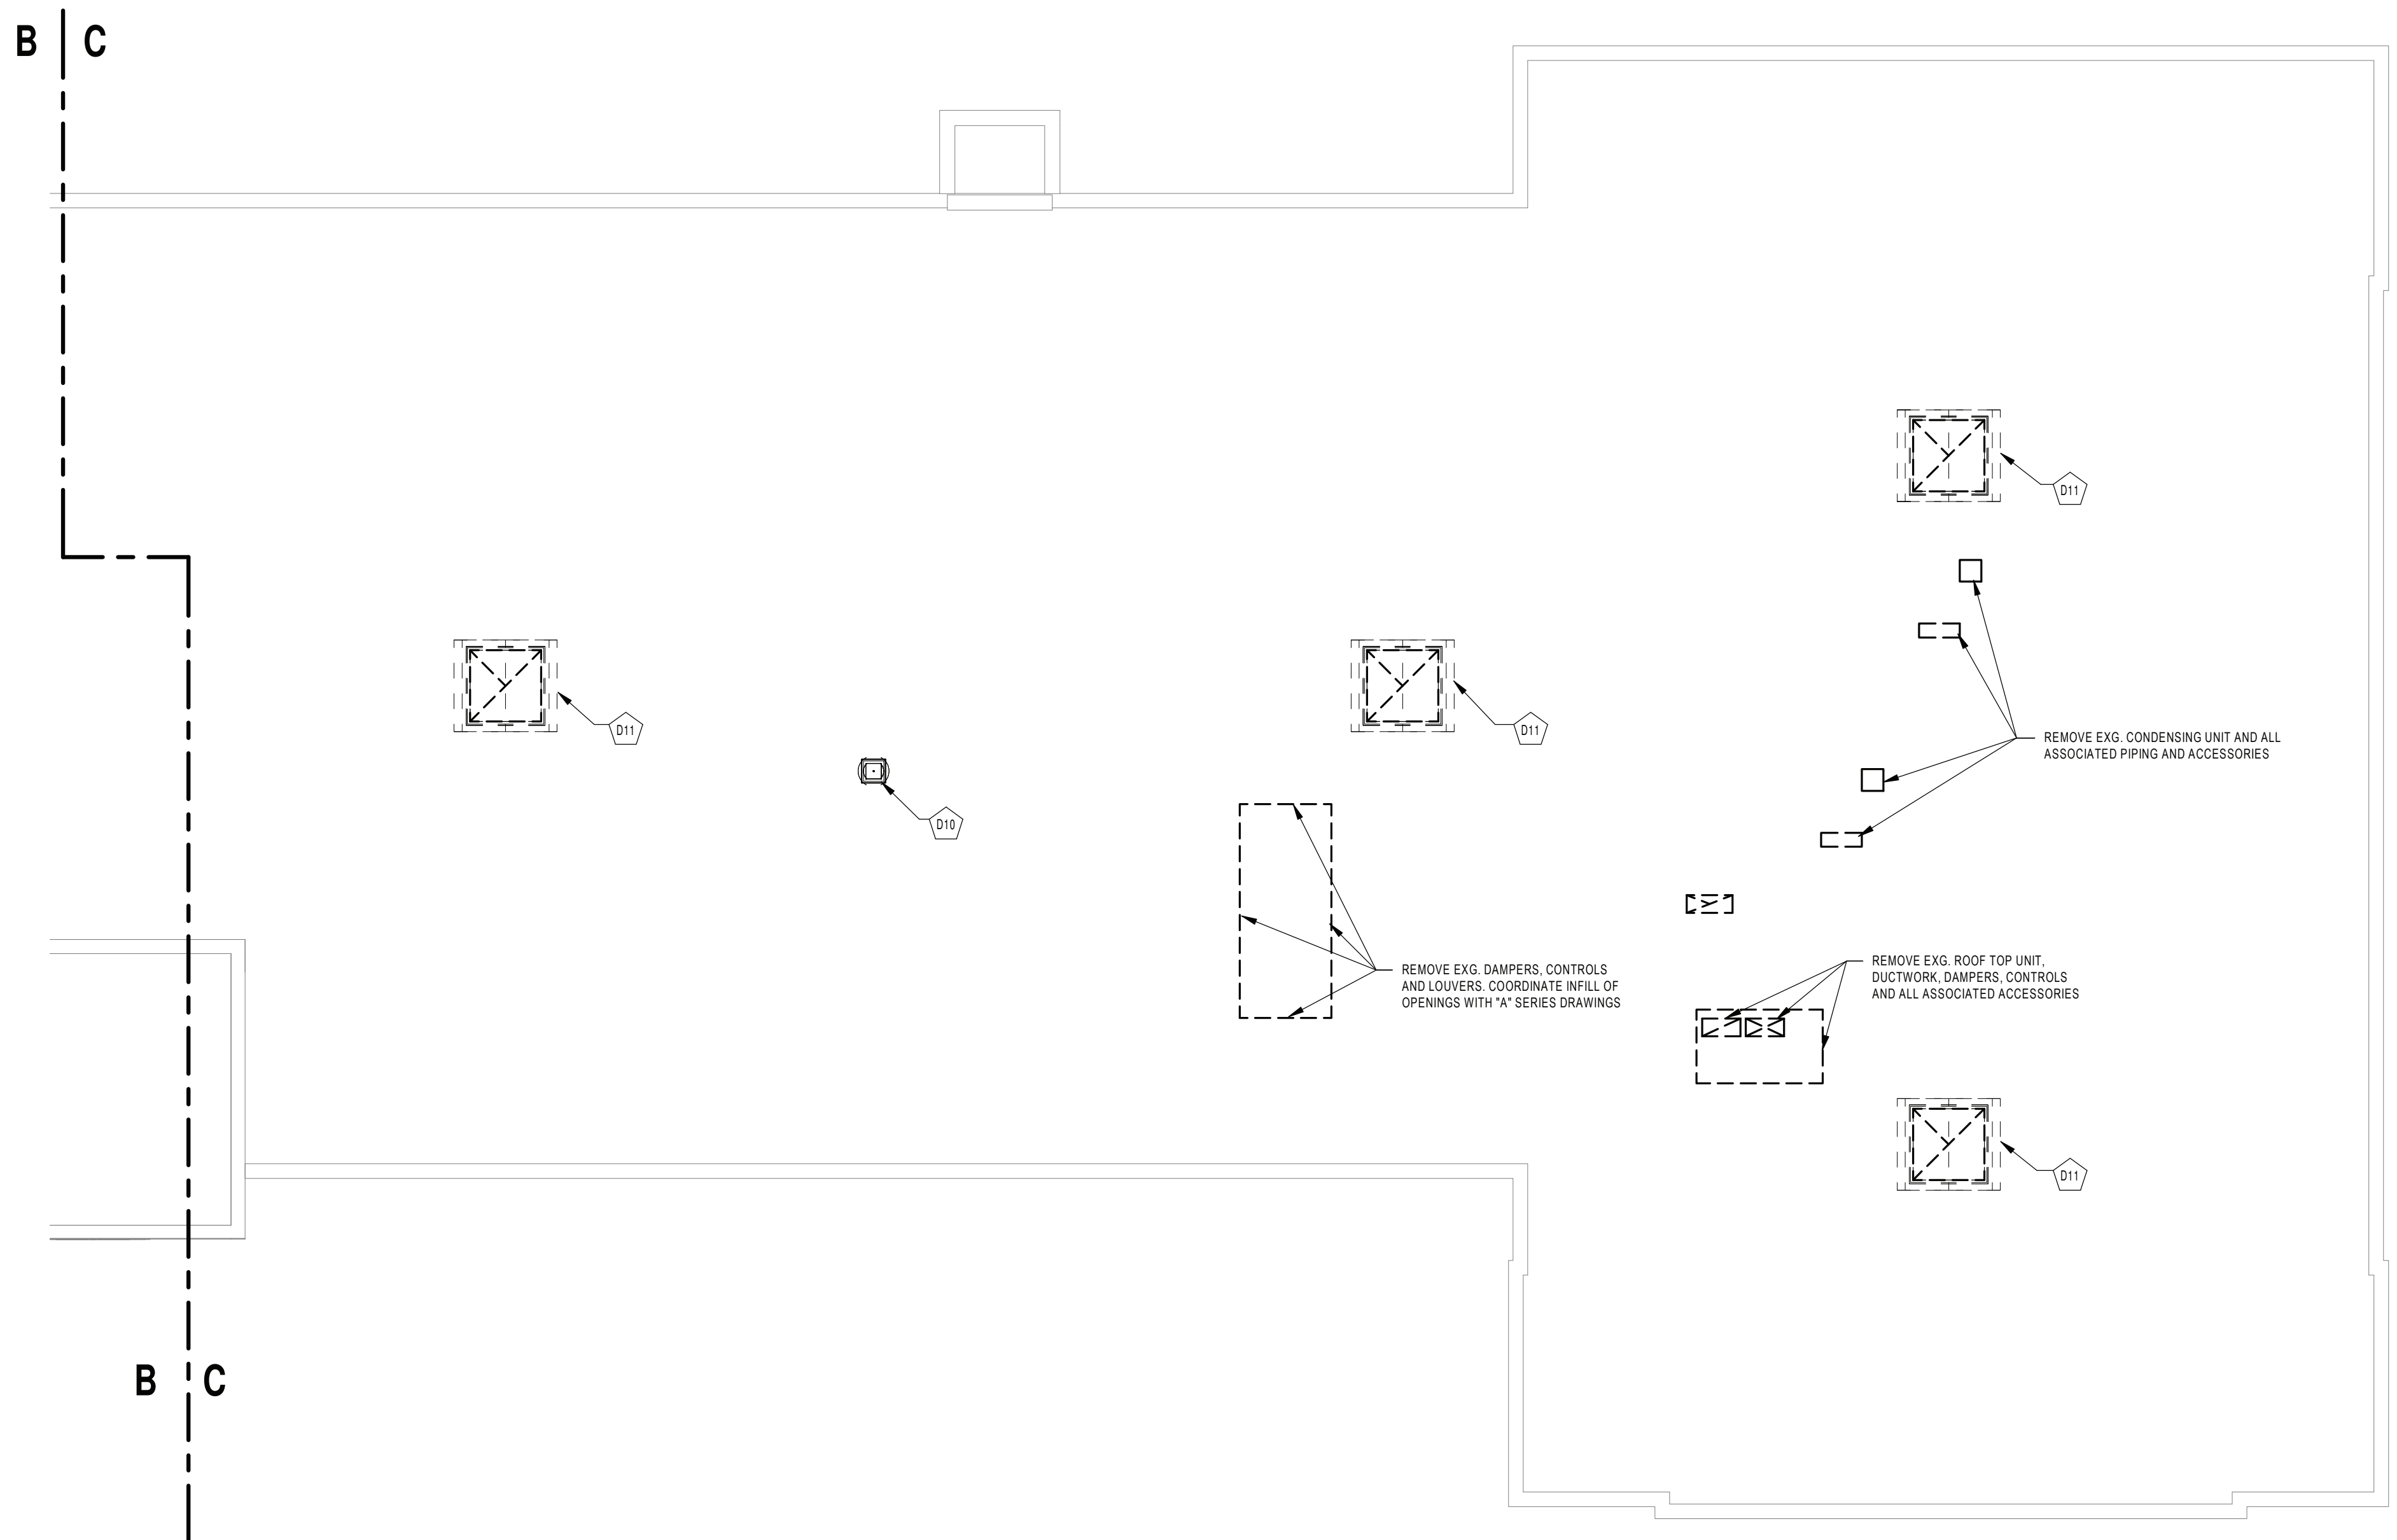 B C
D11
D11
D11
REMOVE EXG. CONDENSING UNIT AND ALL
ASSOCIATED PIPING AND ACCESSORIES
D10
REMOVE EXG. DAMPERS, CONTROLS
AND LOUVERS. COORDINATE INFILL OF
OPENINGS WITH "A" SERIES DRAWINGS
REMOVE EXG. ROOF TOP UNIT,
DUCTWORK, DAMPERS, CONTROLS
AND ALL ASSOCIATED ACCESSORIES
D11
B C